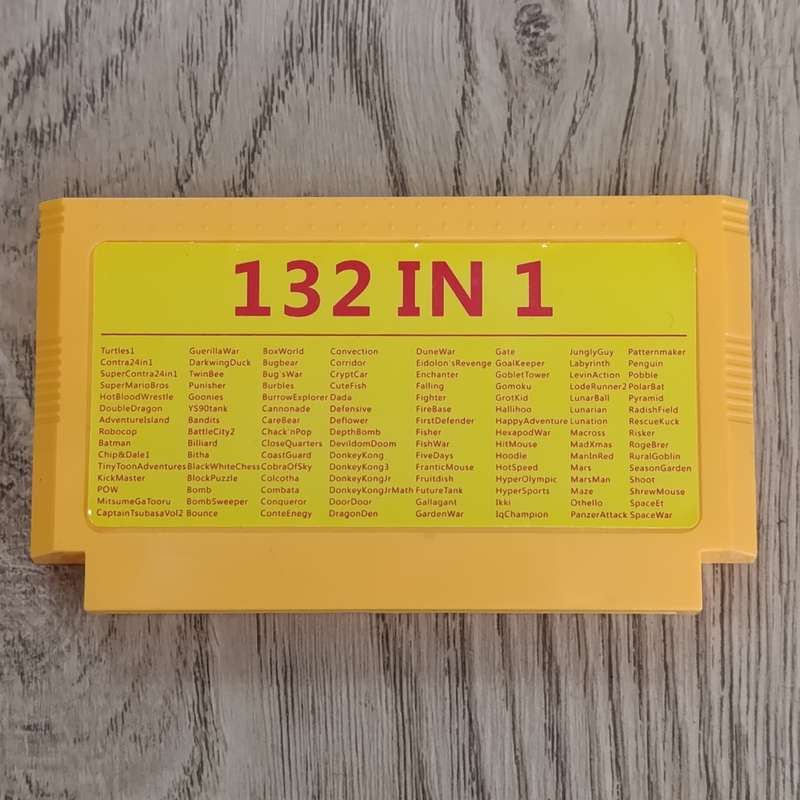 132 IN 1
Turtles1
Contra24in1
SuperContra24in1
SuperMarioBros
HotBloodWrestle
DoubleDragon
AdventureIsland
Robocop
Batman
Chip&Dale1
TinyToonAdventures
KickMaster
POW
MitsumeGaTooru
CaptainTsubasaVol2
GuerillaWar
DarkwingDuck
TwinBee
Punisher
Goonies
YS90tank
Bandits
BattleCity2
Billiard
Bitha
BlackWhiteChess
BlockPuzzle
Bomb
BombSweeper
Bounce
BoxWorld
Bugbear
Bug'sWar
Burbles
BurrowExplorer
Cannonade
CareBear
Chack'nPop
CloseQuarters
CoastGuard
CobraOfSky
Colcotha
Combata
Conqueror
ConteEnegy
Convection
Corridor
CryptCar
CuteFish
Dada
Defensive
Deflower
DepthBomb
DevildomDoom
DonkeyKong
DonkeyKong3
DonkeyKongJr
DonkeyKongJrMath
DoorDoor
DragonDen
DuneWar
Eidolon'sRevenge
Enchanter
Falling
Fighter
FireBase
FirstDefender
Fisher
FishWar
FiveDays
FranticMouse
Fruitdish
FutureTank
Gallagant
GardenWar
Gate
GoalKeeper
GobletTower
Gomoku
GrotKid
Hallihoo
HappyAdventure
HexapodWar
HitMouse
Hoodle
HotSpeed
HyperOlympic
HyperSports
Ikki
IqChampion
JunglyGuy
Labyrinth
LevinAction
LodeRunner2
LunarBall
Lunarian
Lunation
Macross
MadXmas
ManInRed
Mars
MarsMan
Maze
Othello
PanzerAttack
Patternmaker
Penguin
Pobble
PolarBat
Pyramid
RadishField
RescueKuck
Risker
RogeBrer
RuralGoblin
SeasonGarden
Shoot
ShrewMouse
SpaceEt
SpaceWar